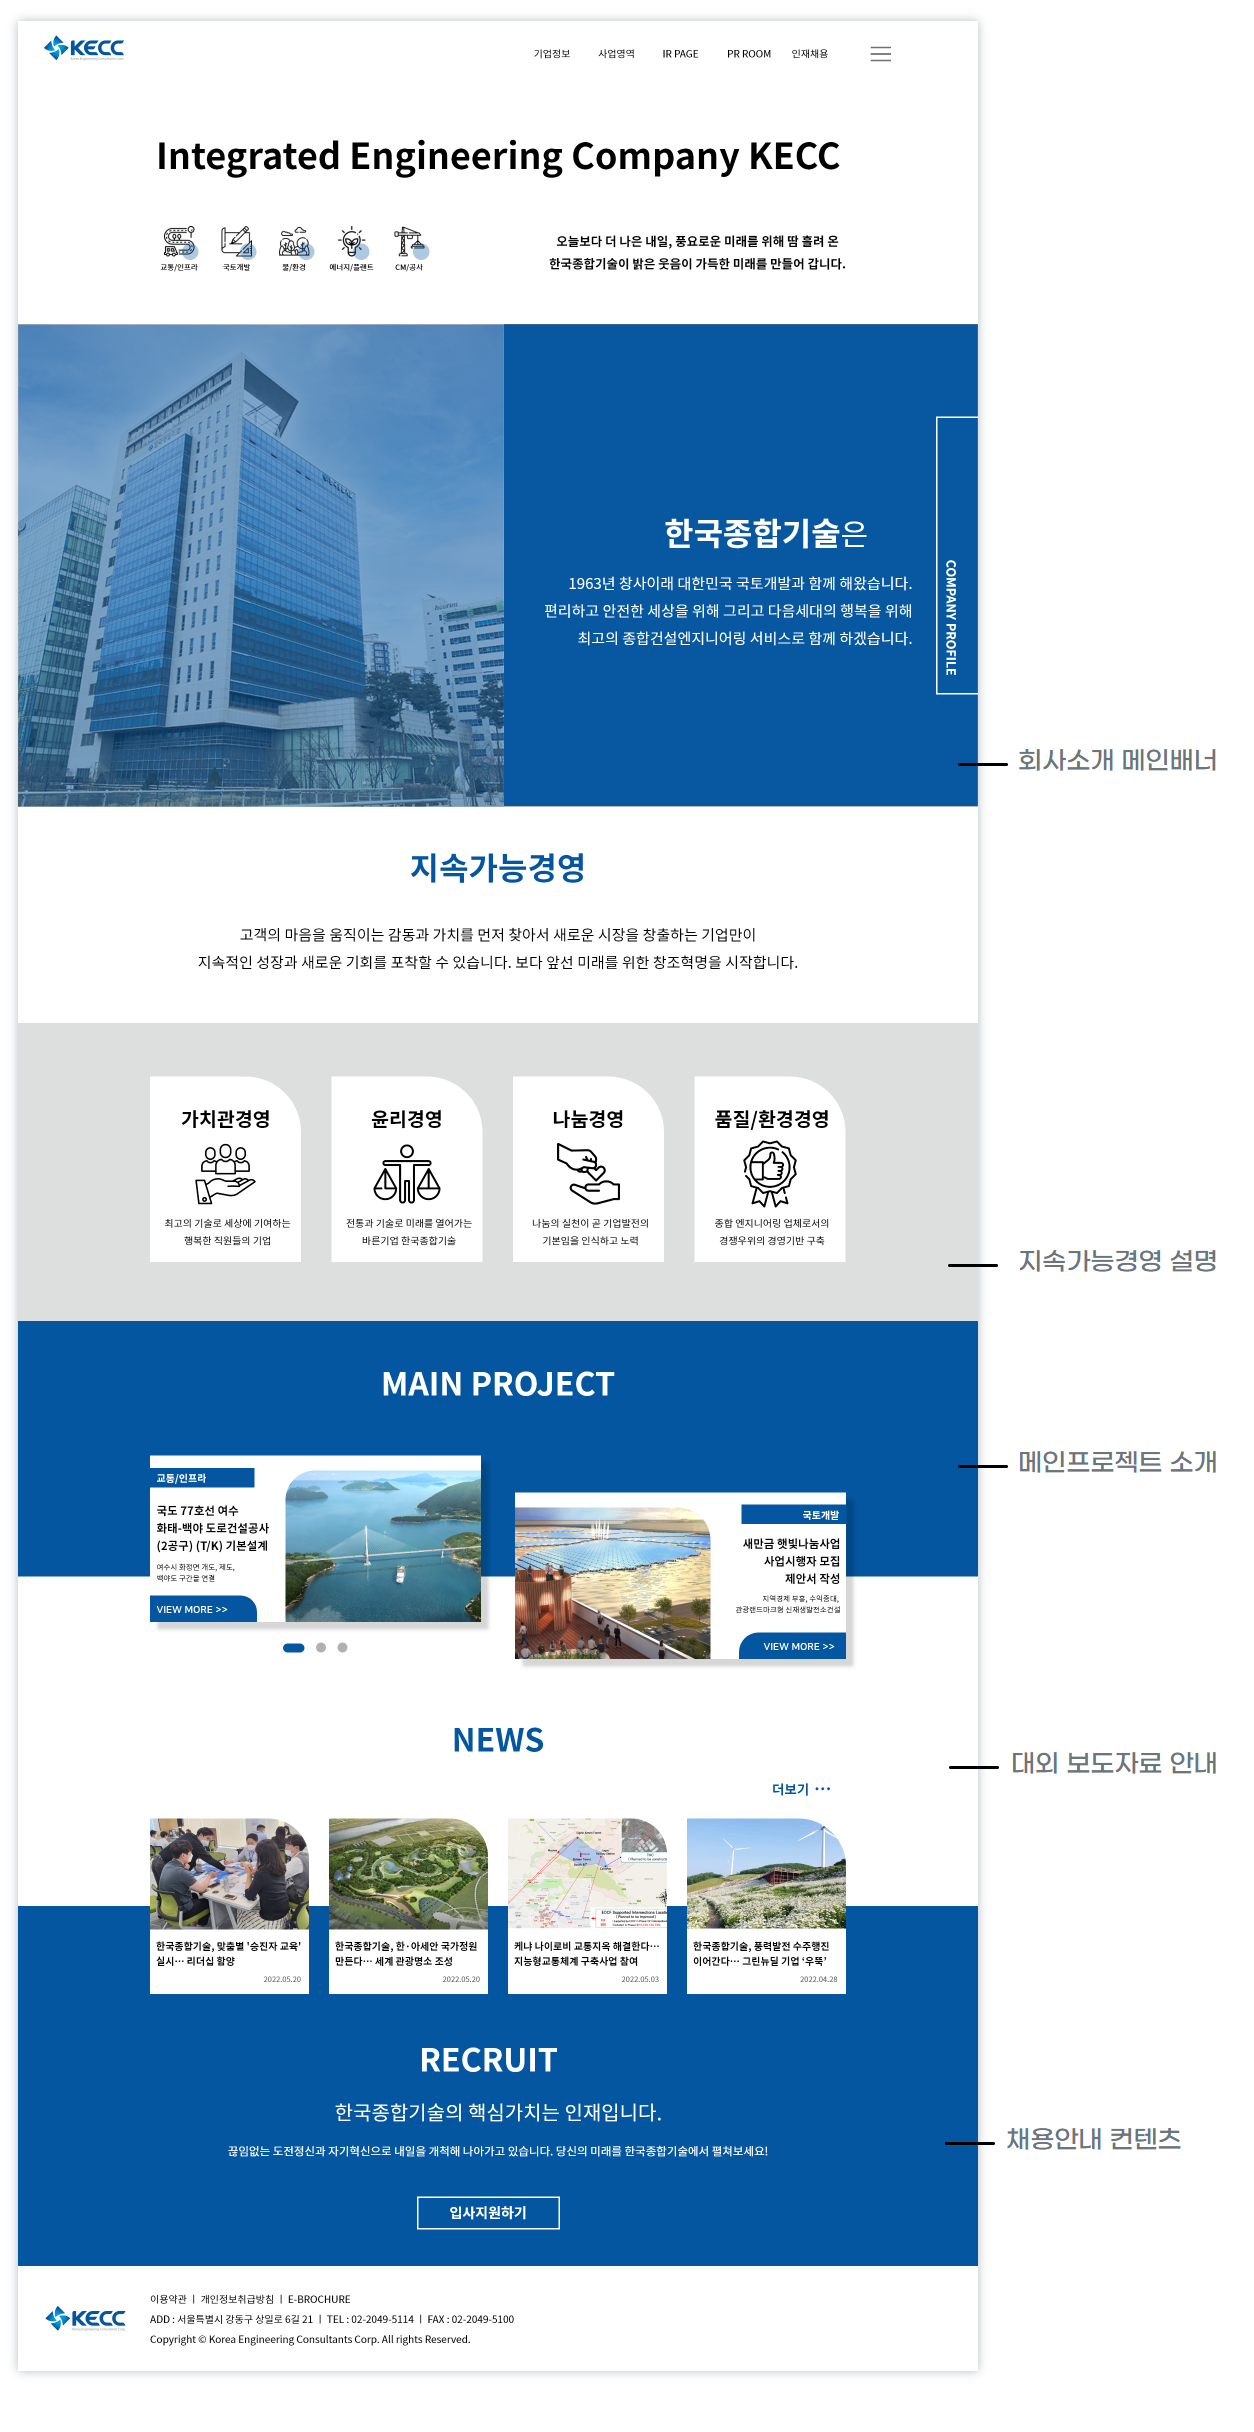 KECC
기업정보 사업영역 IR PAGE PR ROOM 인재채용
Integrated Engineering Company KECC
교통/인프라 국토개발 물/환경 에너지/플랜트 CM/공사
오늘보다 더 나은 내일, 풍요로운 미래를 위해 땀 흘려 온
한국종합기술이 밝은 웃음이 가득한 미래를 만들어 갑니다.
한국종합기술은
1963년 창사이래 대한민국 국토개발과 함께 해왔습니다.
편리하고 안전한 세상을 위해 그리고 다음세대의 행복을 위해
최고의 종합건설엔지니어링 서비스로 함께 하겠습니다.
COMPANY PROFILE
회사소개 메인배너
지속가능경영
고객의 마음을 움직이는 감동과 가치를 먼저 찾아서 새로운 시장을 창출하는 기업만이
지속적인 성장과 새로운 기회를 포착할 수 있습니다. 보다 앞선 미래를 위한 창조혁명을 시작합니다.
가치관경영
최고의 기술로 세상에 기여하는
행복한 직원들의 기업
윤리경영
전통과 기술로 미래를 열어가는
바른기업 한국종합기술
나눔경영
나눔의 실천이 곧 기업발전의
기본임을 인식하고 노력
품질/환경경영
종합 엔지니어링 업체로서의
경쟁우위의 경영기반 구축
지속가능경영 설명
MAIN PROJECT
메인프로젝트 소개
교통/인프라
국도 77호선 여수
화태-백야 도로건설공사
(2공구) (T/K) 기본설계
여수시 화정면 개도, 제도,
백야도 구간을 연결
VIEW MORE >>
국토개발
새만금 햇빛나눔사업
사업시행자 모집
제안서 작성
지역경제 부흥, 수익증대,
관광랜드마크형 신재생발전소건설
VIEW MORE >>
NEWS
대외 보도자료 안내
더보기 ···
한국종합기술, 맞춤별 '승진자 교육'
실시… 리더십 함양
2022.05.20
한국종합기술, 한·아세안 국가정원
만든다… 세계 관광명소 조성
2022.05.20
케냐 나이로비 교통지옥 해결한다…
지능형교통체계 구축사업 참여
2022.05.03
한국종합기술, 풍력발전 수주행진
이어간다… 그린뉴딜 기업 ‘우뚝’
2022.04.28
RECRUIT
한국종합기술의 핵심가치는 인재입니다.
끊임없는 도전정신과 자기혁신으로 내일을 개척해 나아가고 있습니다. 당신의 미래를 한국종합기술에서 펼쳐보세요!
채용안내 컨텐츠
입사지원하기
KECC
이용약관 | 개인정보취급방침 | E-BROCHURE
ADD : 서울특별시 강동구 상일로 6길 21 | TEL : 02-2049-5114 | FAX : 02-2049-5100
Copyright © Korea Engineering Consultants Corp. All rights Reserved.